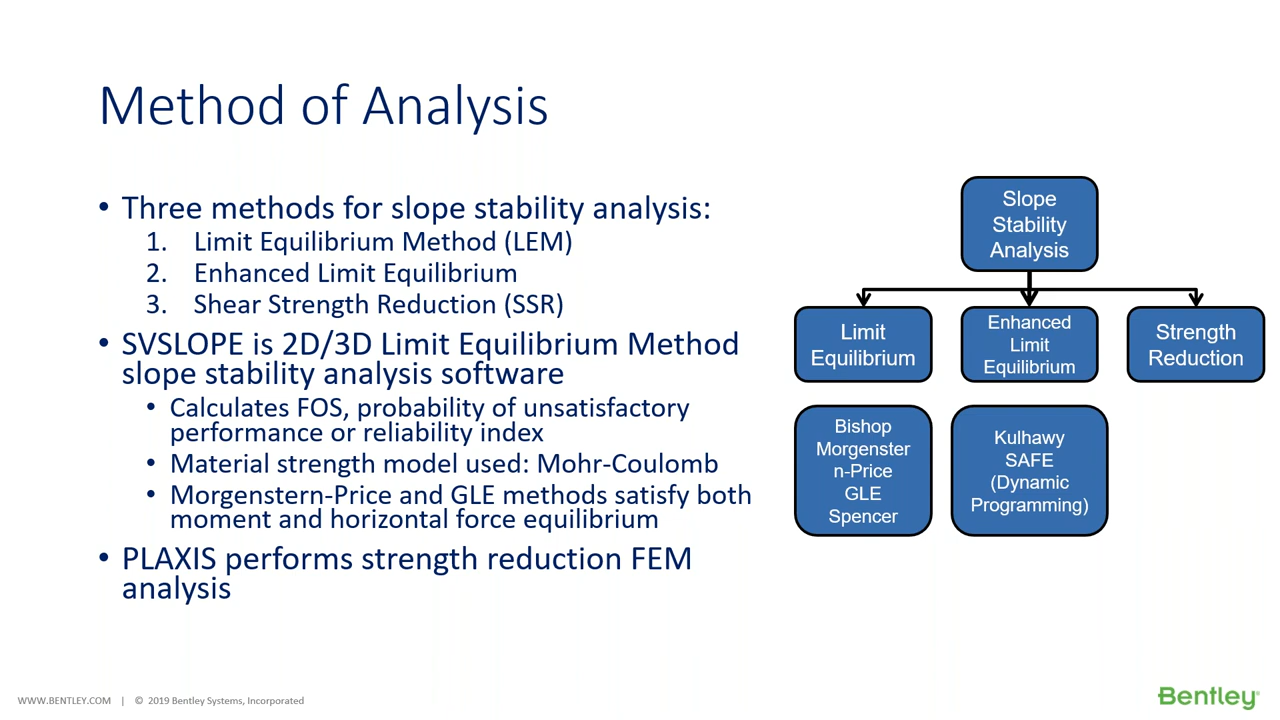 Method of Analysis
• Three methods for slope stability analysis:
1. Limit Equilibrium Method (LEM)
2. Enhanced Limit Equilibrium
3. Shear Strength Reduction (SSR)
• SVSLOPE is 2D/3D Limit Equilibrium Method
slope stability analysis software
• Calculates FOS, probability of unsatisfactory
performance or reliability index
• Material strength model used: Mohr-Coulomb
• Morgenstern-Price and GLE methods satisfy both
moment and horizontal force equilibrium
• PLAXIS performs strength reduction FEM
analysis
Slope
Stability
Analysis
Limit
Equilibrium
Enhanced
Limit
Equilibrium
Strength
Reduction
Bishop
Morgenster
n-Price
GLE
Spencer
Kulhawy
SAFE
(Dynamic
Programming)
WWW.BENTLEY.COM | © 2019 Bentley Systems, Incorporated
Bentley